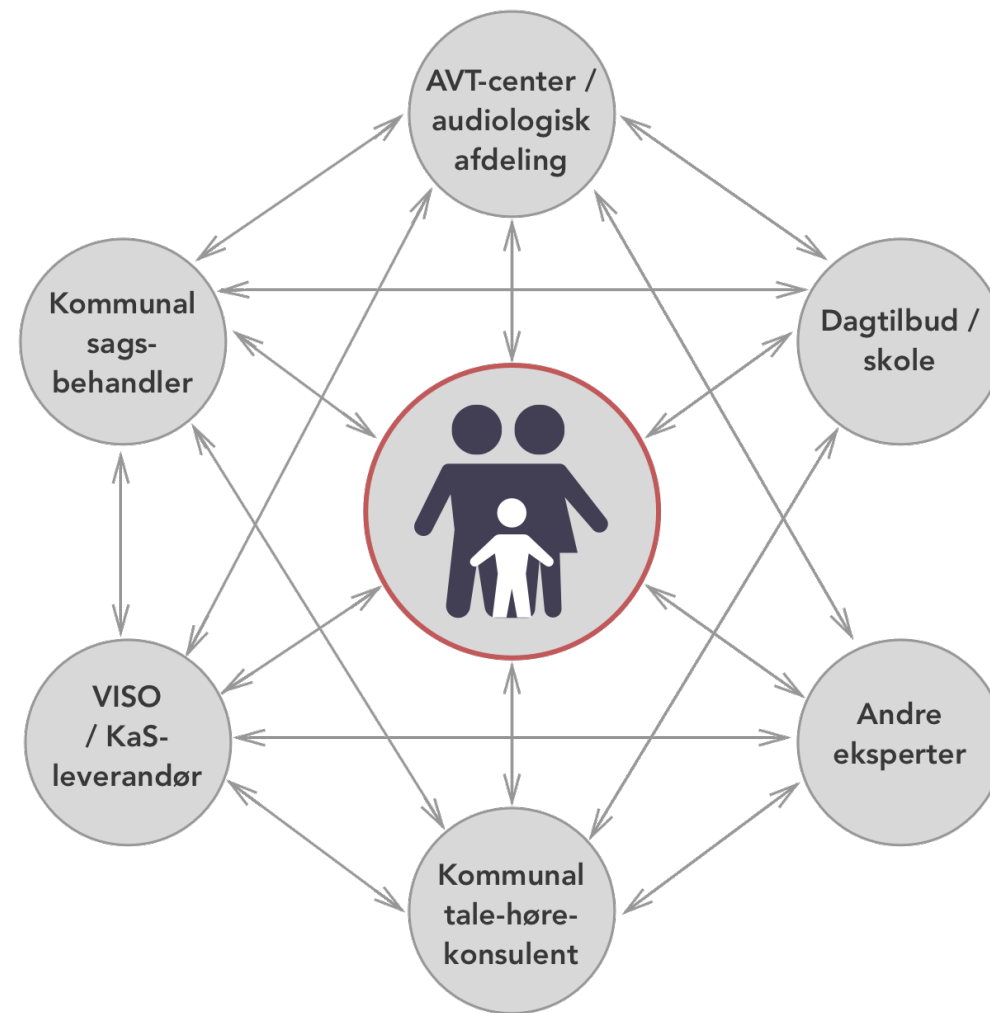 AVT-center /
audiologisk
afdeling
Kommunal
sags-
behandler
Dagtilbud /
skole
VISO
/ KaS-
leverandør
Andre
eksperter
Kommunal
tale-høre-
konsulent